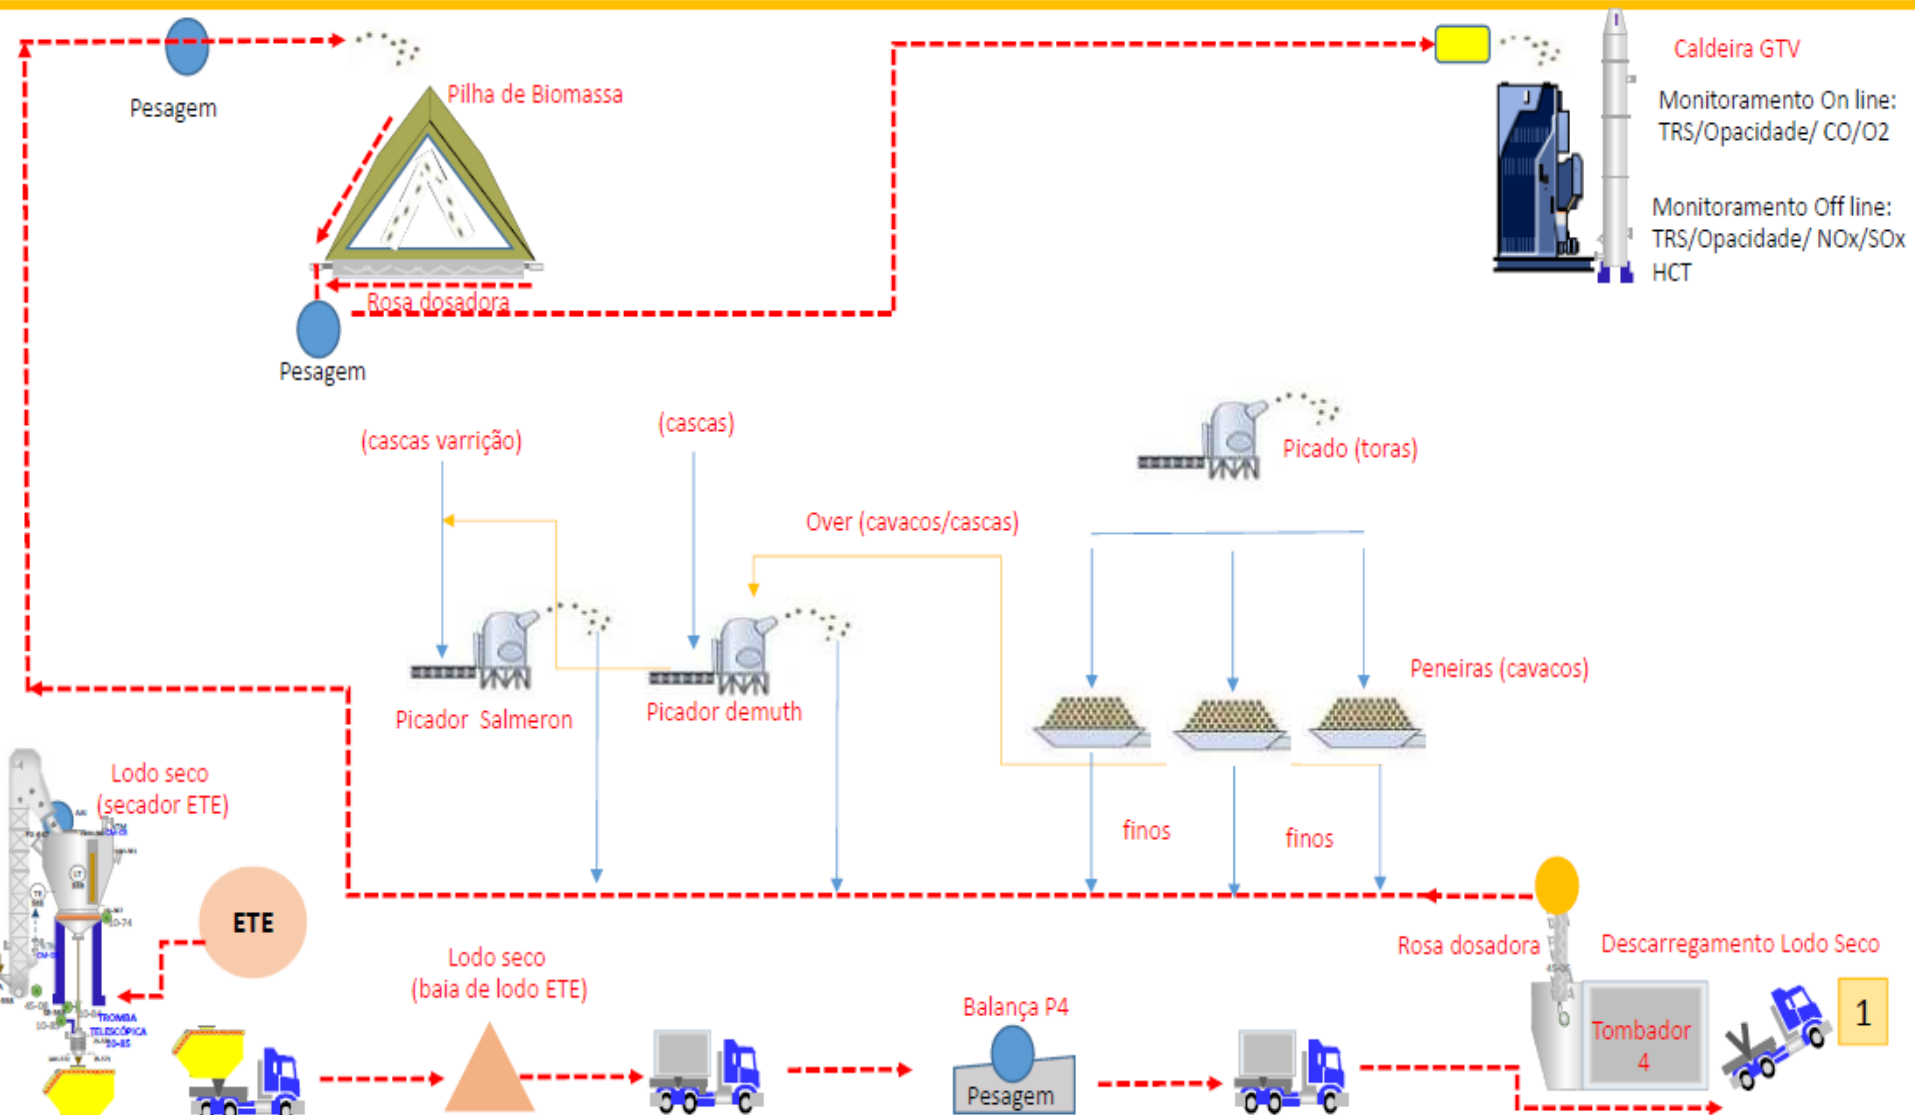 Caldeira GTV
Monitoramento On line:
TRS/Opacidade/ CO/O2
Monitoramento Off line:
TRS/Opacidade/ NOx/SOx
HCT
Pesagem
Pilha de Biomassa
Rosa dosadora
Pesagem
(cascas varrição)
(cascas)
Picado (toras)
Over (cavacos/cascas)
Peneiras (cavacos)
Picador Salmeron
Picador demuth
Lodo seco
(secador ETE)
finos
finos
ETE
Rosa dosadora
Descarregamento Lodo Seco
Lodo seco
(baia de lodo ETE)
Balança P4
Pesagem
Tombador
4
1
LT
TROMBA
TELESCÓPICA
10-85